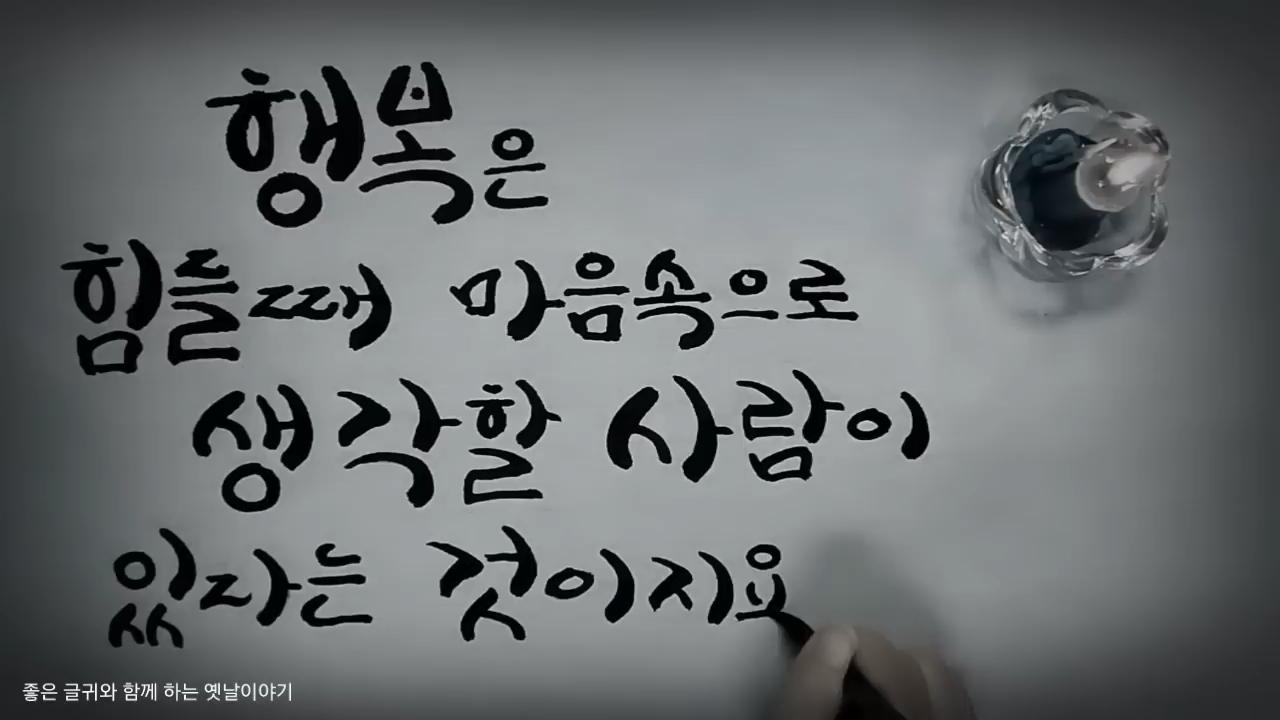 행복은
힘들때 마음속으로
생각할 사람이
있다는 것이지요
좋은 글귀와 함께 하는 옛날이야기